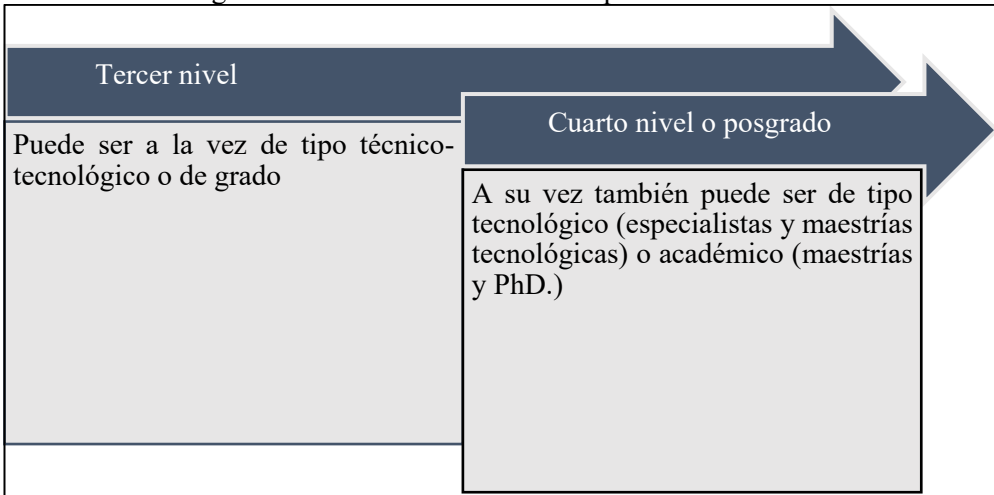 Tercer nivel
Puede ser a la vez de tipo técnico-
tecnológico o de grado
Cuarto nivel o posgrado
A su vez también puede ser de tipo
tecnológico (especialistas y maestrías
tecnológicas) o académico (maestrías
y PhD.)